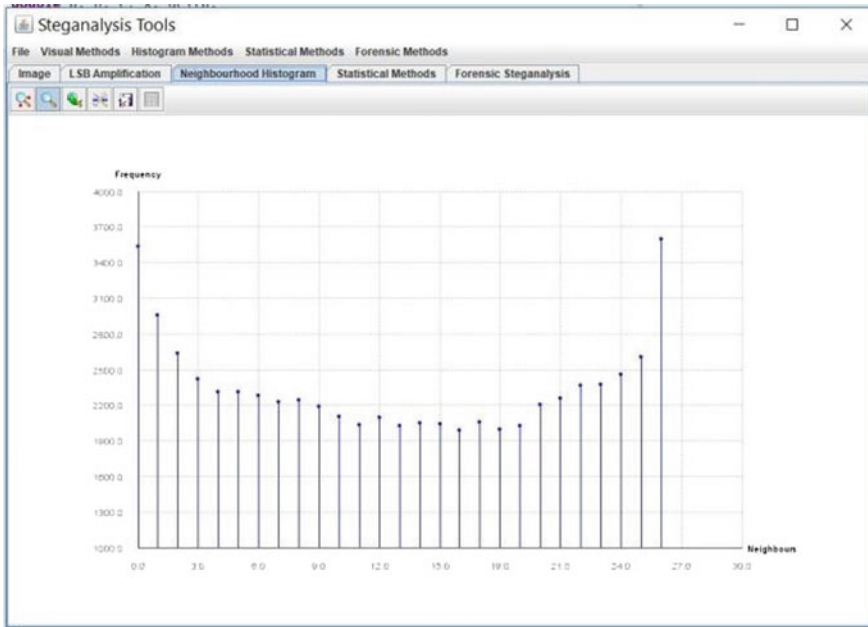 Steganalysis Tools
File Visual Methods Histogram Methods Statistical Methods Forensic Methods
Image LSB Amplification Neighbourhood Histogram Statistical Methods Forensic Steganalysis
Frequency
4000.0
3700.0
3400.0
3100.0
2800.0
2500.0
2200.0
1900.0
1600.0
1300.0
1000.0
Neighbours
0.0 3.0 6.0 9.0 12.0 15.0 18.0 21.0 24.0 27.0 30.0